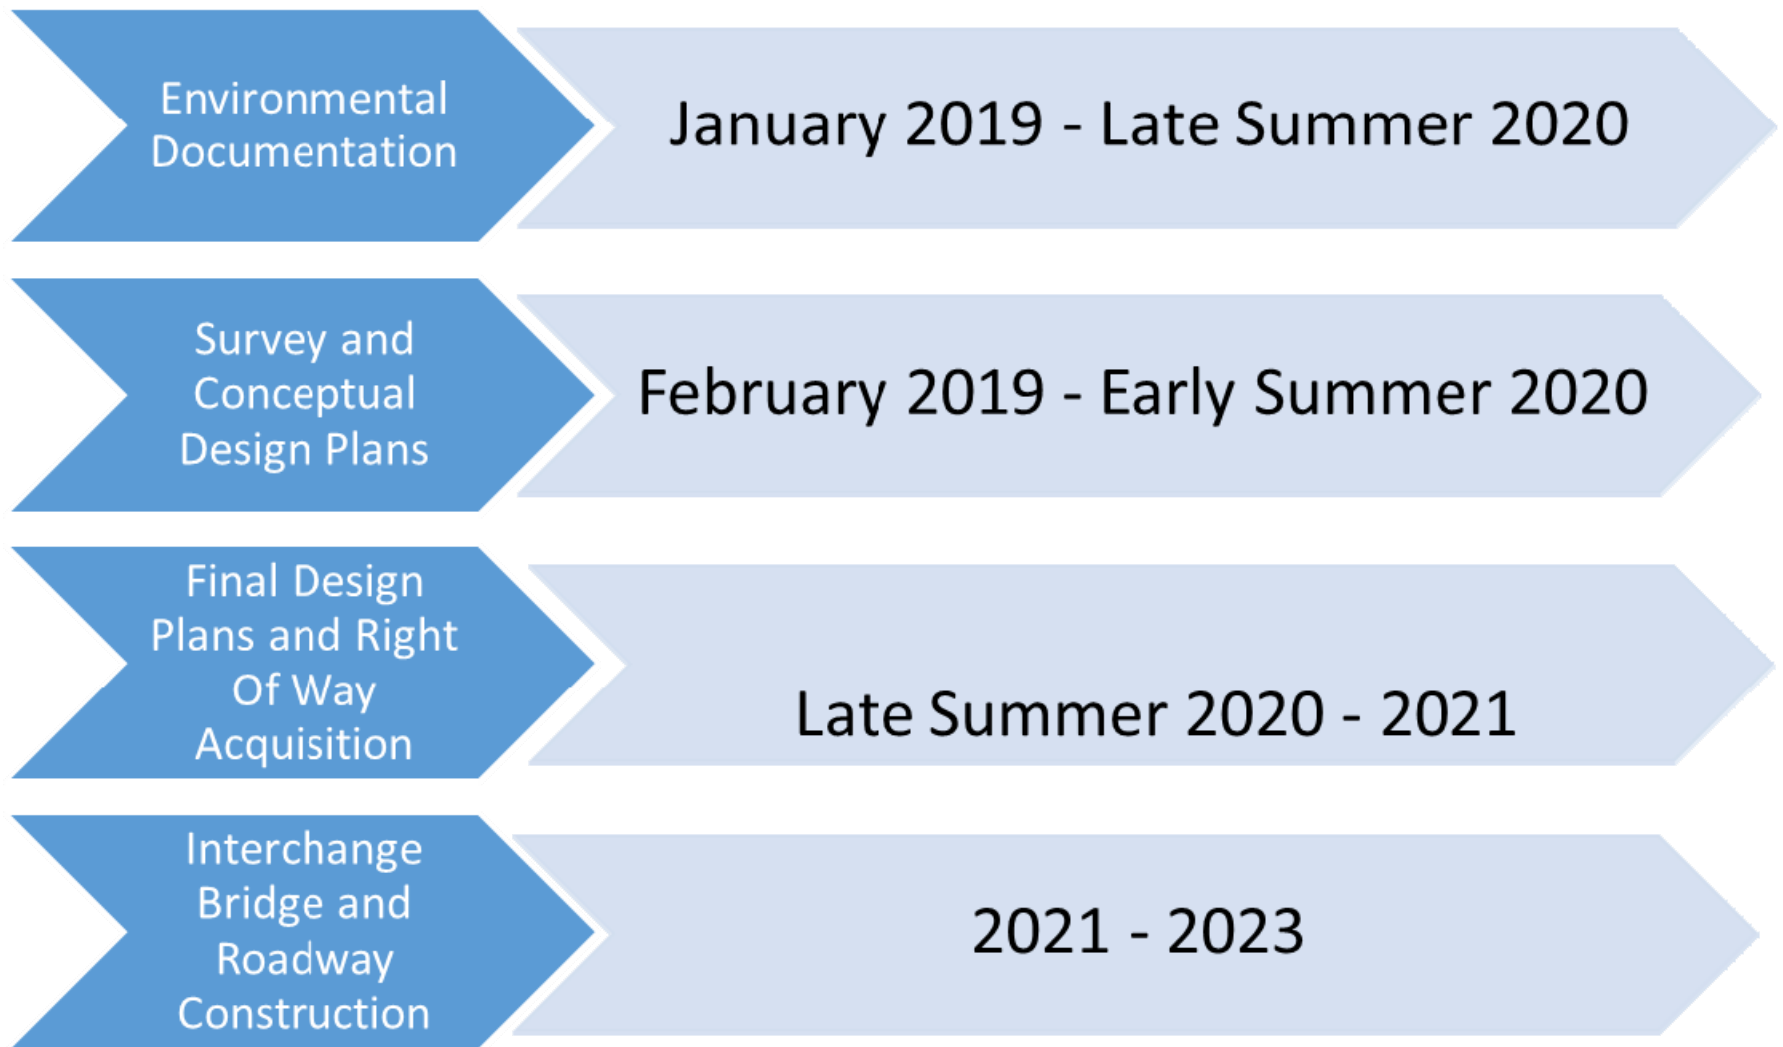 Environmental
Documentation
January 2019 - Late Summer 2020
Survey and
Conceptual
Design Plans
February 2019 - Early Summer 2020
Final Design
Plans and Right
Of Way
Acquisition
Late Summer 2020 - 2021
Interchange
Bridge and
Roadway
Construction
2021 - 2023